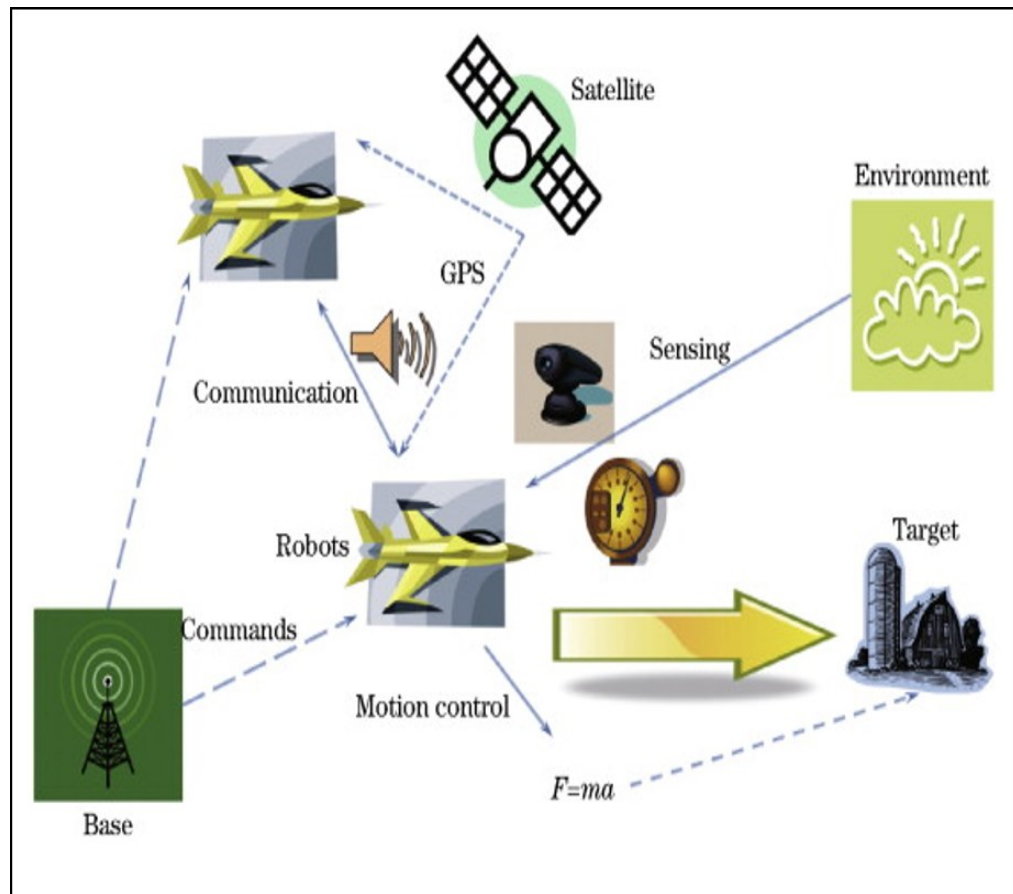 Satellite
Environment
GPS
Sensing
Communication
Robots
Target
Commands
Motion control
F=ma
Base